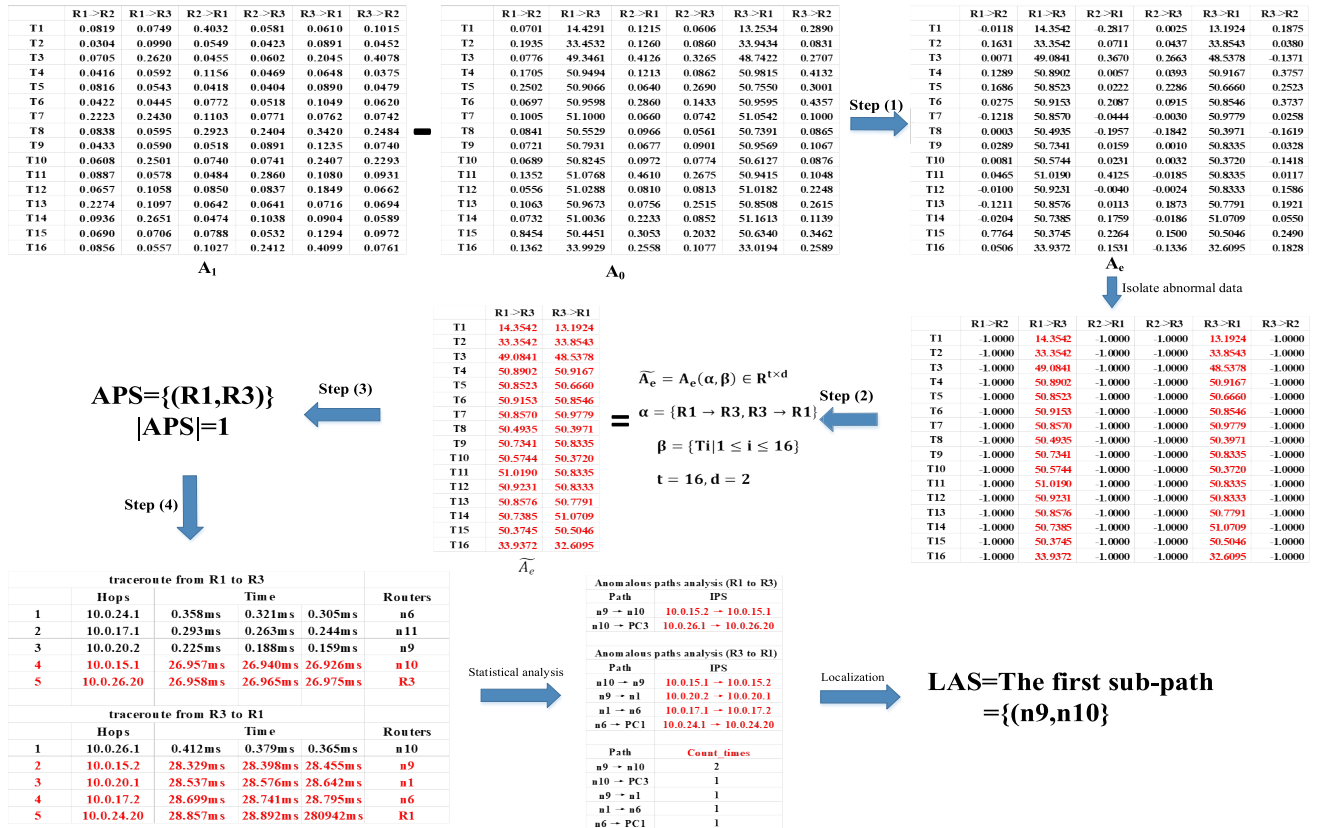 R1->R2 R1->R3 R2->R1 R2->R3 R3->R1 R3->R2
T1 0.0819 0.0749 0.4032 0.0581 0.0610 0.1015
T2 0.0304 0.0990 0.0549 0.0423 0.0891 0.0452
T3 0.0705 0.2620 0.0455 0.0602 0.2045 0.4078
T4 0.0416 0.0592 0.1156 0.0469 0.0648 0.0375
T5 0.0816 0.0543 0.0418 0.0404 0.0890 0.0479
T6 0.0422 0.0445 0.0772 0.0518 0.1049 0.0620
T7 0.2223 0.2430 0.1103 0.0771 0.0762 0.0742
T8 0.0838 0.0595 0.2923 0.2404 0.3420 0.2484
T9 0.0433 0.0590 0.0518 0.0891 0.1235 0.0740
T10 0.0608 0.2501 0.0740 0.0741 0.2407 0.2293
T11 0.0887 0.0578 0.0484 0.2860 0.1080 0.0931
T12 0.0657 0.1058 0.0850 0.0837 0.1849 0.0662
T13 0.2274 0.1097 0.0642 0.0641 0.0716 0.0694
T14 0.0936 0.2651 0.0474 0.1038 0.0904 0.0589
T15 0.0690 0.0706 0.0788 0.0532 0.1294 0.0972
T16 0.0856 0.0557 0.1027 0.2412 0.4099 0.0761
A1
-
R1->R2 R1->R3 R2->R1 R2->R3 R3->R1 R3->R2
T1 0.0701 14.4291 0.1215 0.0606 13.2534 0.2890
T2 0.1935 33.4532 0.1260 0.0860 33.9434 0.0831
T3 0.0776 49.3461 0.4126 0.3265 48.7422 0.2707
T4 0.1705 50.9494 0.1213 0.0862 50.9815 0.4132
T5 0.2502 50.9066 0.0640 0.2690 50.7550 0.3001
T6 0.0697 50.9598 0.2860 0.1433 50.9595 0.4357
T7 0.1005 51.1000 0.0660 0.0742 51.0542 0.1000
T8 0.0841 50.5529 0.0966 0.0561 50.7391 0.0865
T9 0.0721 50.7931 0.0677 0.0901 50.9569 0.1067
T10 0.0689 50.8245 0.0972 0.0774 50.6127 0.0876
T11 0.1352 51.0768 0.4610 0.2675 50.9415 0.1048
T12 0.0556 51.0288 0.0810 0.0813 51.0182 0.2248
T13 0.1063 50.9673 0.0756 0.2515 50.8508 0.2615
T14 0.0732 51.0036 0.2233 0.0852 51.1613 0.1139
T15 0.8454 50.4451 0.3053 0.2032 50.6340 0.3462
T16 0.1362 33.9929 0.2558 0.1077 33.0194 0.2589
A0
Step (1)
R1->R2 R1->R3 R2->R1 R2->R3 R3->R1 R3->R2
T1 -0.0118 14.3542 -0.2817 0.0025 13.1924 0.1875
T2 0.1631 33.3542 0.0711 0.0437 33.8543 0.0380
T3 0.0071 49.0841 0.3670 0.2663 48.5378 -0.1371
T4 0.1289 50.8902 0.0057 0.0393 50.9167 0.3757
T5 0.1686 50.8523 0.0222 0.2286 50.6660 0.2523
T6 0.0275 50.9153 0.2087 0.0915 50.8546 0.3737
T7 -0.1218 50.8570 -0.0444 -0.0030 50.9779 0.0258
T8 0.0003 50.4935 -0.1957 -0.1842 50.3971 -0.1619
T9 0.0289 50.7341 0.0159 0.0010 50.8335 0.0328
T10 0.0081 50.5744 0.0231 0.0032 50.3720 -0.1418
T11 0.0465 51.0190 0.4125 -0.0185 50.8335 0.0117
T12 -0.0100 50.9231 -0.0040 -0.0024 50.8333 0.1586
T13 -0.1211 50.8576 0.0113 0.1873 50.7791 0.1921
T14 -0.0204 50.7385 0.1759 -0.0186 51.0709 0.0550
T15 0.7764 50.3745 0.2264 0.1500 50.5046 0.2490
T16 0.0506 33.9372 0.1531 -0.1336 32.6095 0.1828
Ae
Isolate abnormal data
R1->R2 R1->R3 R2->R1 R2->R3 R3->R1 R3->R2
T1 -1.0000 14.3542 -1.0000 -1.0000 13.1924 -1.0000
T2 -1.0000 33.3542 -1.0000 -1.0000 33.8543 -1.0000
T3 -1.0000 49.0841 -1.0000 -1.0000 48.5378 -1.0000
T4 -1.0000 50.8902 -1.0000 -1.0000 50.9167 -1.0000
T5 -1.0000 50.8523 -1.0000 -1.0000 50.6660 -1.0000
T6 -1.0000 50.9153 -1.0000 -1.0000 50.8546 -1.0000
T7 -1.0000 50.8570 -1.0000 -1.0000 50.9779 -1.0000
T8 -1.0000 50.4935 -1.0000 -1.0000 50.3971 -1.0000
T9 -1.0000 50.7341 -1.0000 -1.0000 50.8335 -1.0000
T10 -1.0000 50.5744 -1.0000 -1.0000 50.3720 -1.0000
T11 -1.0000 51.0190 -1.0000 -1.0000 50.8335 -1.0000
T12 -1.0000 50.9231 -1.0000 -1.0000 50.8333 -1.0000
T13 -1.0000 50.8576 -1.0000 -1.0000 50.7791 -1.0000
T14 -1.0000 50.7385 -1.0000 -1.0000 51.0709 -1.0000
T15 -1.0000 50.3745 -1.0000 -1.0000 50.5046 -1.0000
T16 -1.0000 33.9372 -1.0000 -1.0000 32.6095 -1.0000
Step (2)
Ãe = Ae(α, β) ∈ R^t×d
α = {R1 → R3, R3 → R1}
β = {Ti|1 ≤ i ≤ 16}
t = 16, d = 2
=
R1->R3 R3->R1
T1 14.3542 13.1924
T2 33.3542 33.8543
T3 49.0841 48.5378
T4 50.8902 50.9167
T5 50.8523 50.6660
T6 50.9153 50.8546
T7 50.8570 50.9779
T8 50.4935 50.3971
T9 50.7341 50.8335
T10 50.5744 50.3720
T11 51.0190 50.8335
T12 50.9231 50.8333
T13 50.8576 50.7791
T14 50.7385 51.0709
T15 50.3745 50.5046
T16 33.9372 32.6095
Ãe
Step (3)
APS={(R1,R3)}
|APS|=1
Step (4)
traceroute from R1 to R3
Hops Time Routers
1 10.0.24.1 0.358ms 0.321ms 0.305ms n6
2 10.0.17.1 0.293ms 0.263ms 0.244ms n11
3 10.0.20.2 0.225ms 0.188ms 0.159ms n9
4 10.0.15.1 26.957ms 26.940ms 26.926ms n10
5 10.0.26.20 26.958ms 26.965ms 26.975ms R3
traceroute from R3 to R1
Hops Time Routers
1 10.0.26.1 0.412ms 0.379ms 0.365ms n10
2 10.0.15.2 28.329ms 28.398ms 28.455ms n9
3 10.0.20.1 28.537ms 28.576ms 28.642ms n1
4 10.0.17.2 28.699ms 28.741ms 28.795ms n6
5 10.0.24.20 28.857ms 28.892ms 280942ms R1
Statistical analysis
Anomalous paths analysis (R1 to R3)
Path IPS
n9 → n10 10.0.15.2 → 10.0.15.1
n10 → PC3 10.0.26.1 → 10.0.26.20
Anomalous paths analysis (R3 to R1)
Path IPS
n10 → n9 10.0.15.1 → 10.0.15.2
n9 → n1 10.0.20.2 → 10.0.20.1
n1 → n6 10.0.17.1 → 10.0.17.2
n6 → PC1 10.0.24.1 → 10.0.24.20
Path Count_times
n9 → n10 2
n10 → PC3 1
n9 → n1 1
n1 → n6 1
n6 → PC1 1
Localization
LAS=The first sub-path
={(n9,n10}